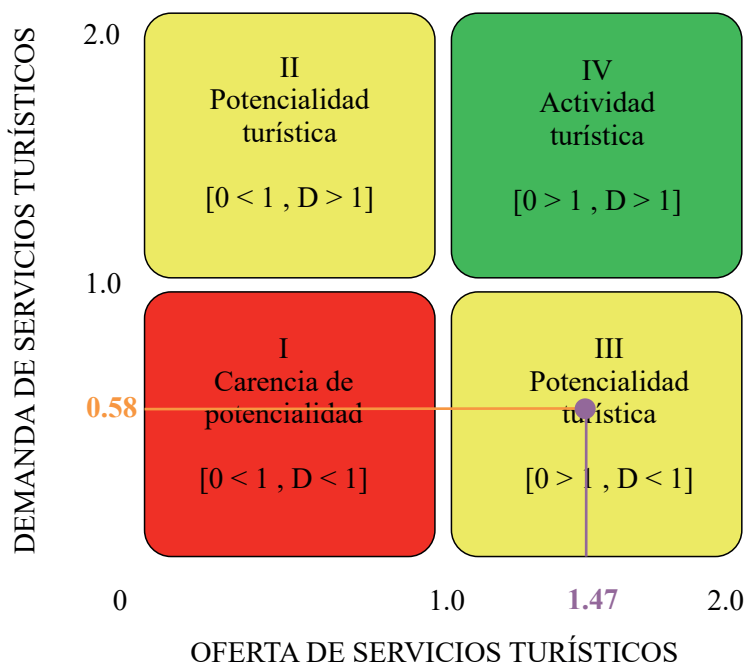 DEMANDA DE SERVICIOS TURÍSTICOS
2.0
II
Potencialidad
turística
[0 < 1 , D > 1]
IV
Actividad
turística
[0 > 1 , D > 1]
1.0
I
Carencia de
potencialidad
[0 < 1 , D < 1]
III
Potencialidad
turística
[0 > 1 , D < 1]
0.58
0
1.0
1.47
2.0
OFERTA DE SERVICIOS TURÍSTICOS